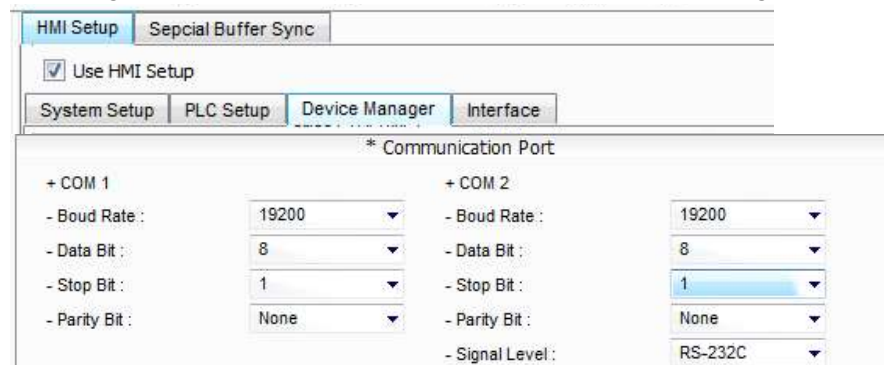 HMI Setup Sepcial Buffer Sync
Use HMI Setup
System Setup PLC Setup Device Manager Interface
* Communication Port
+ COM 1 + COM 2
- Boud Rate : 19200 - Boud Rate : 19200
- Data Bit : 8 - Data Bit : 8
- Stop Bit : 1 - Stop Bit : 1
- Parity Bit : None - Parity Bit : None
- Signal Level : RS-232C